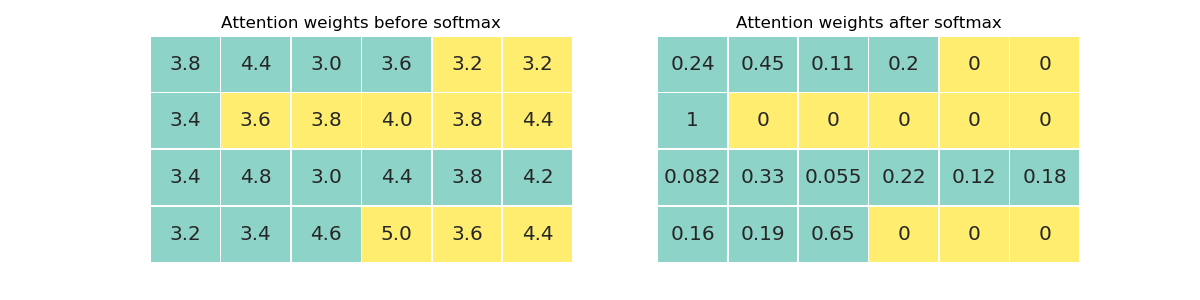 Attention weights before softmax
3.8 4.4 3.0 3.6 3.2 3.2
3.4 3.6 3.8 4.0 3.8 4.4
3.4 4.8 3.0 4.4 3.8 4.2
3.2 3.4 4.6 5.0 3.6 4.4
Attention weights after softmax
0.24 0.45 0.11 0.2 0 0
1 0 0 0 0 0
0.082 0.33 0.055 0.22 0.12 0.18
0.16 0.19 0.65 0 0 0